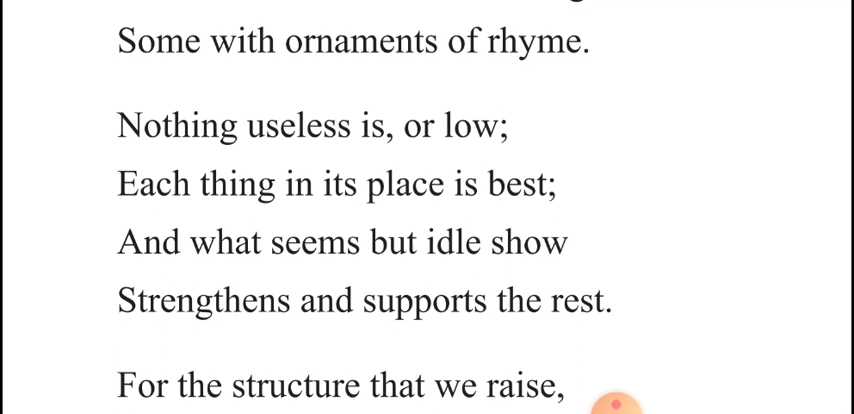 Some with ornaments of rhyme.
Nothing useless is, or low;
Each thing in its place is best;
And what seems but idle show
Strengthens and supports the rest.
For the structure that we raise,